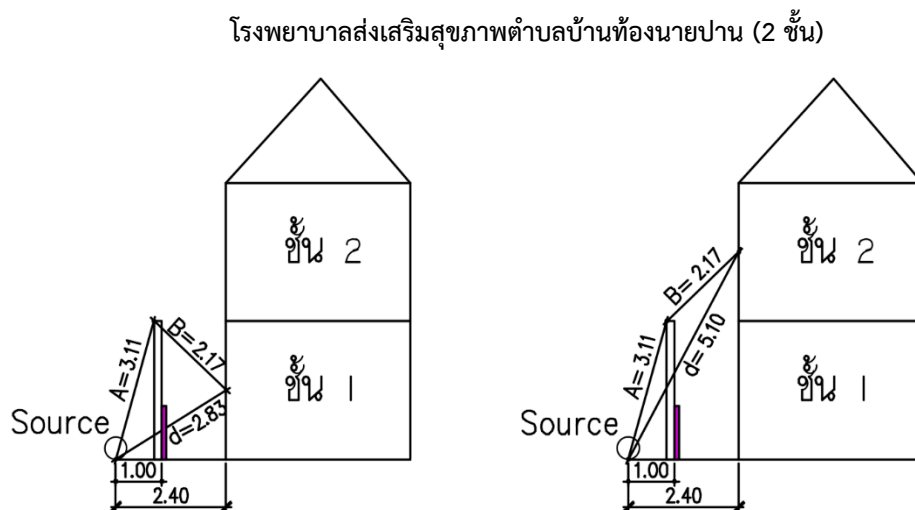 โรงพยาบาลส่งเสริมสุขภาพตำบลบ้านท้องนายปาน (2 ชั้น)
ชั้น 2
B=2.17
A=3.11
ชั้น 1
d=2.83
Source
1.00
2.40
ชั้น 2
B=2.17
A=3.11
d=5.10
ชั้น 1
Source
1.00
2.40